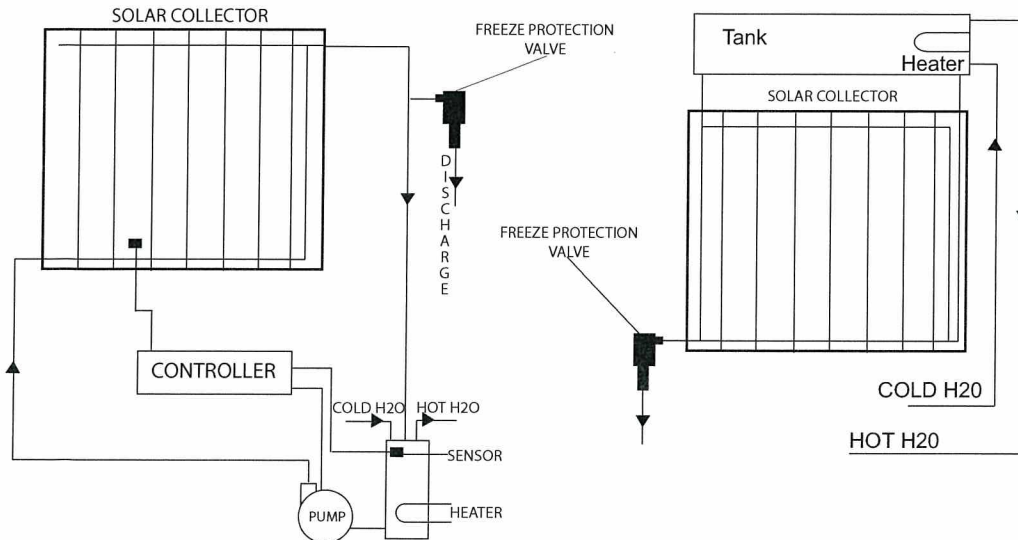 SOLAR COLLECTOR
FREEZE PROTECTION
VALVE
DISCHARGE
CONTROLLER
COLD H2O
HOT H2O
SENSOR
PUMP
HEATER
Tank
Heater
SOLAR COLLECTOR
FREEZE PROTECTION
VALVE
COLD H20
HOT H20